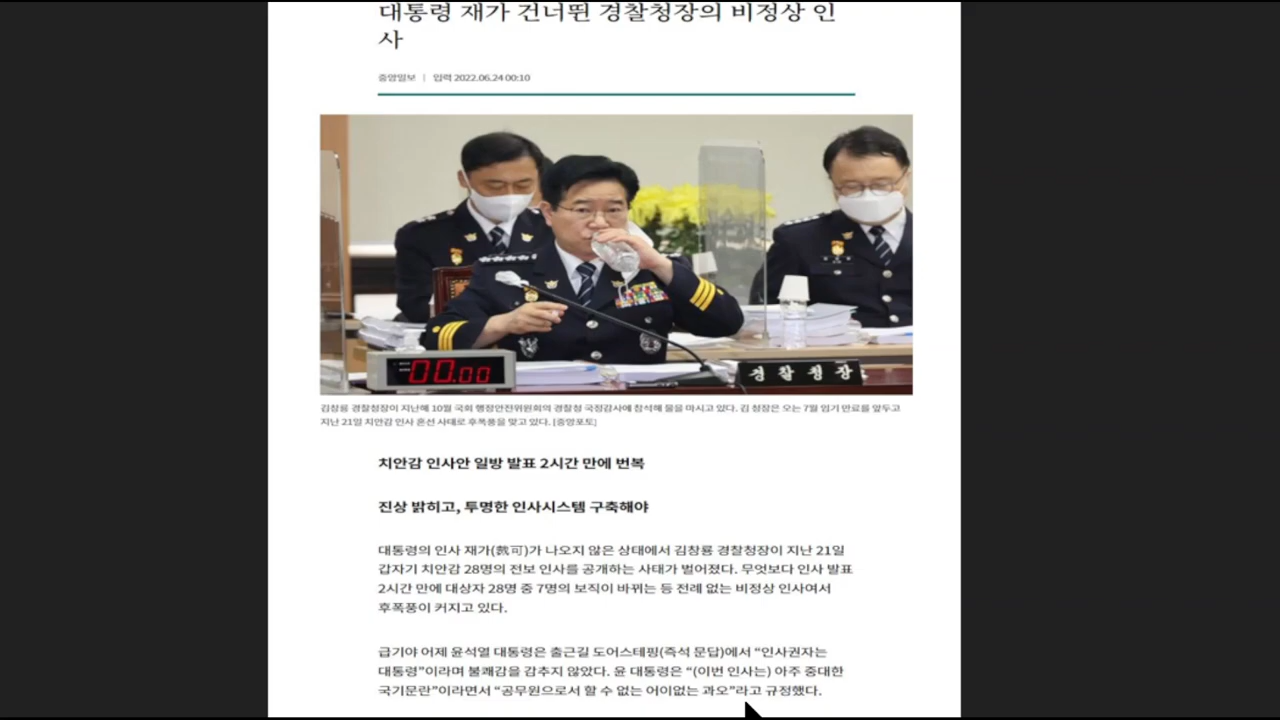 대통령 재가 건너뛴 경찰청장의 비정상 인
사
중앙일보 | 입력 2022.06.24 00:10
00.00
경찰청장
김창룡 경찰청장이 지난해 10월 국회 행정안전위원회의 경찰청 국정감사에 참석해 물을 마시고 있다. 김 청장은 오는 7월 임기 만료를 앞두고
지난 21일 치안감 인사 혼선 사태로 후폭풍을 맞고 있다. [중앙포토]
치안감 인사안 일방 발표 2시간 만에 번복
진상 밝히고, 투명한 인사시스템 구축해야
대통령의 인사 재가(裁可)가 나오지 않은 상태에서 김창룡 경찰청장이 지난 21일
갑자기 치안감 28명의 전보 인사를 공개하는 사태가 벌어졌다. 무엇보다 인사 발표
2시간 만에 대상자 28명 중 7명의 보직이 바뀌는 등 전례 없는 비정상 인사여서
후폭풍이 커지고 있다.
급기야 어제 윤석열 대통령은 출근길 도어스테핑(즉석 문답)에서 “인사권자는
대통령”이라며 불쾌감을 감추지 않았다. 윤 대통령은 “(이번 인사는) 아주 중대한
국기문란”이라면서 “공무원으로서 할 수 없는 어이없는 과오”라고 규정했다.